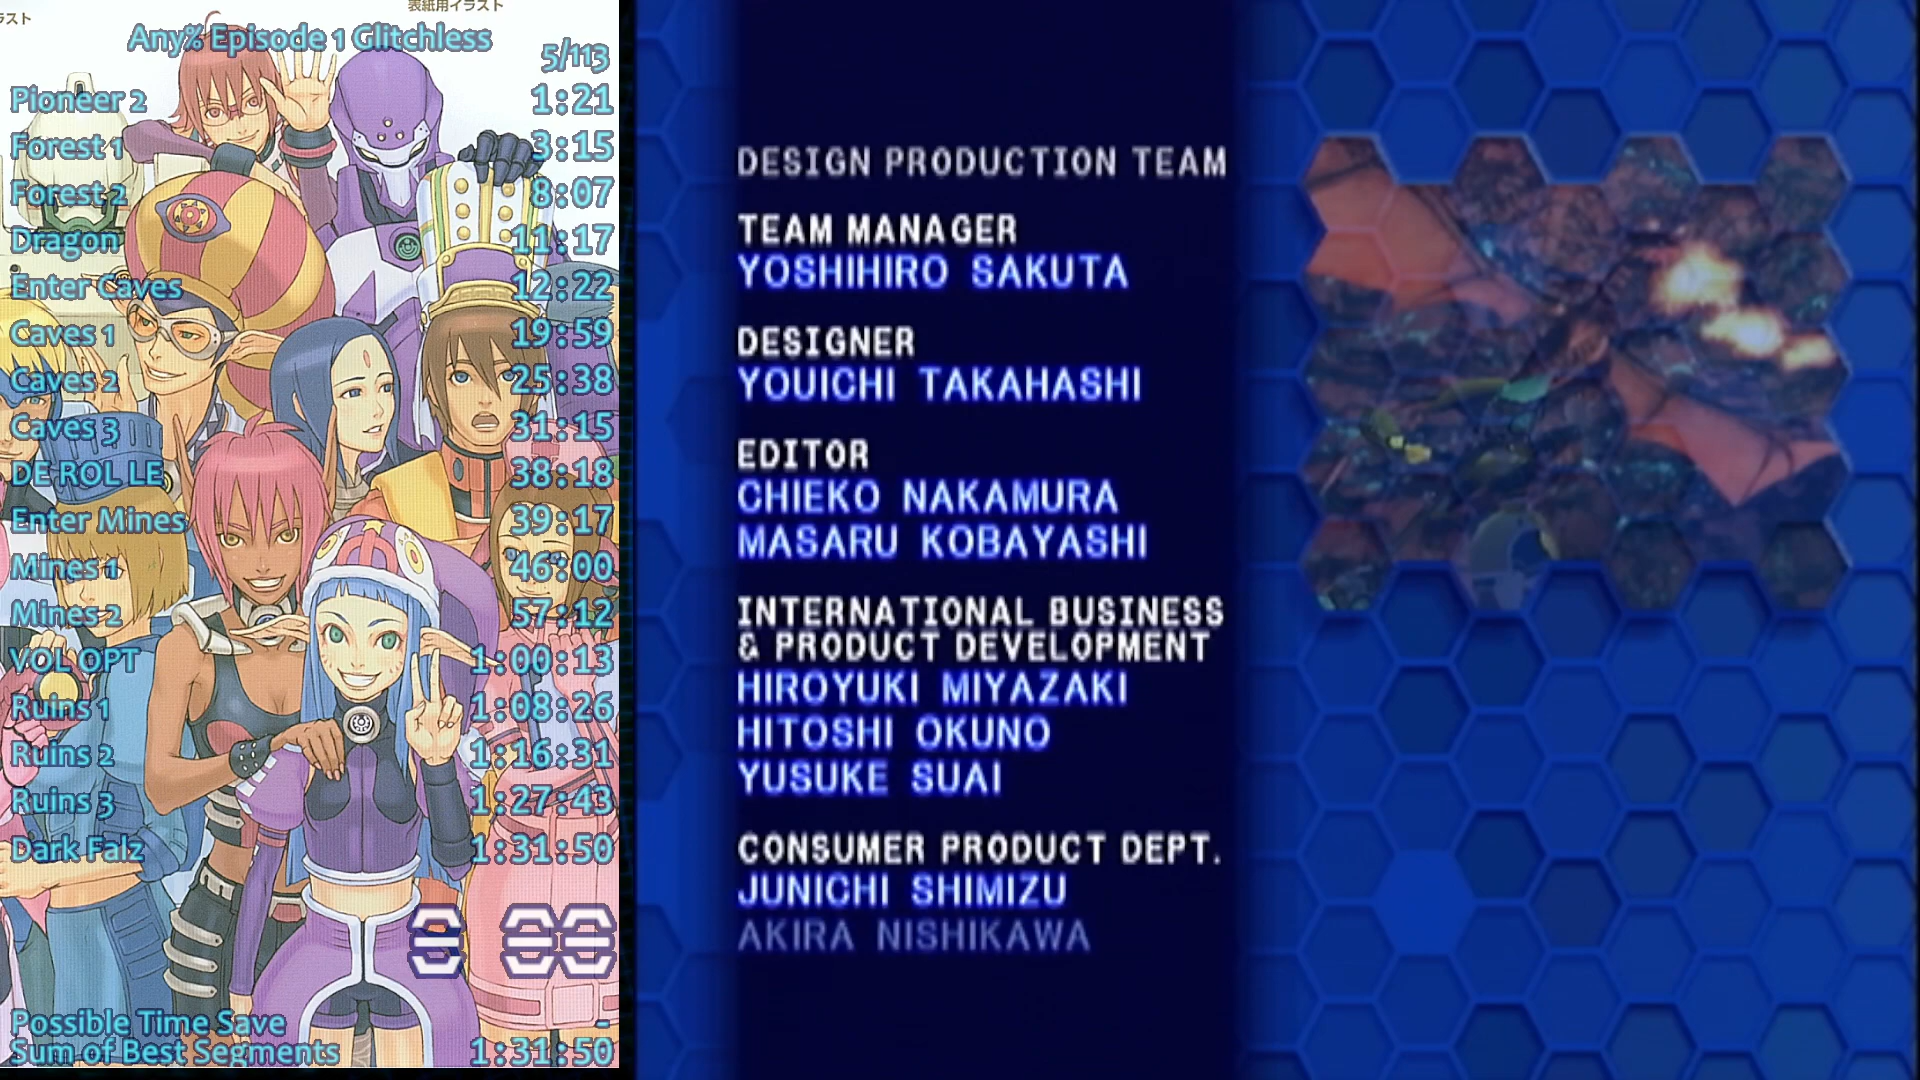 ラスト
表紙用イラスト
Any% Episode 1 Glitchless
5/113
Pioneer 2 1:21
Forest 1 3:15
Forest 2 8:07
Dragon 11:17
Enter Caves 12:22
Caves 1 19:59
Caves 2 25:38
Caves 3 31:15
DE ROL LE 38:18
Enter Mines 39:17
Mines 1 46:00
Mines 2 57:12
VOL OPT 1:00:13
Ruins 1 1:08:26
Ruins 2 1:16:31
Ruins 3 1:27:43
Dark Falz 1:31:50
0 00
Possible Time Save -
Sum of Best Segments 1:31:50
DESIGN PRODUCTION TEAM
TEAM MANAGER
YOSHIHIRO SAKUTA
DESIGNER
YOUICHI TAKAHASHI
EDITOR
CHIEKO NAKAMURA
MASARU KOBAYASHI
INTERNATIONAL BUSINESS
& PRODUCT DEVELOPMENT
HIROYUKI MIYAZAKI
HITOSHI OKUNO
YUSUKE SUAI
CONSUMER PRODUCT DEPT.
JUNICHI SHIMIZU
AKIRA NISHIKAWA